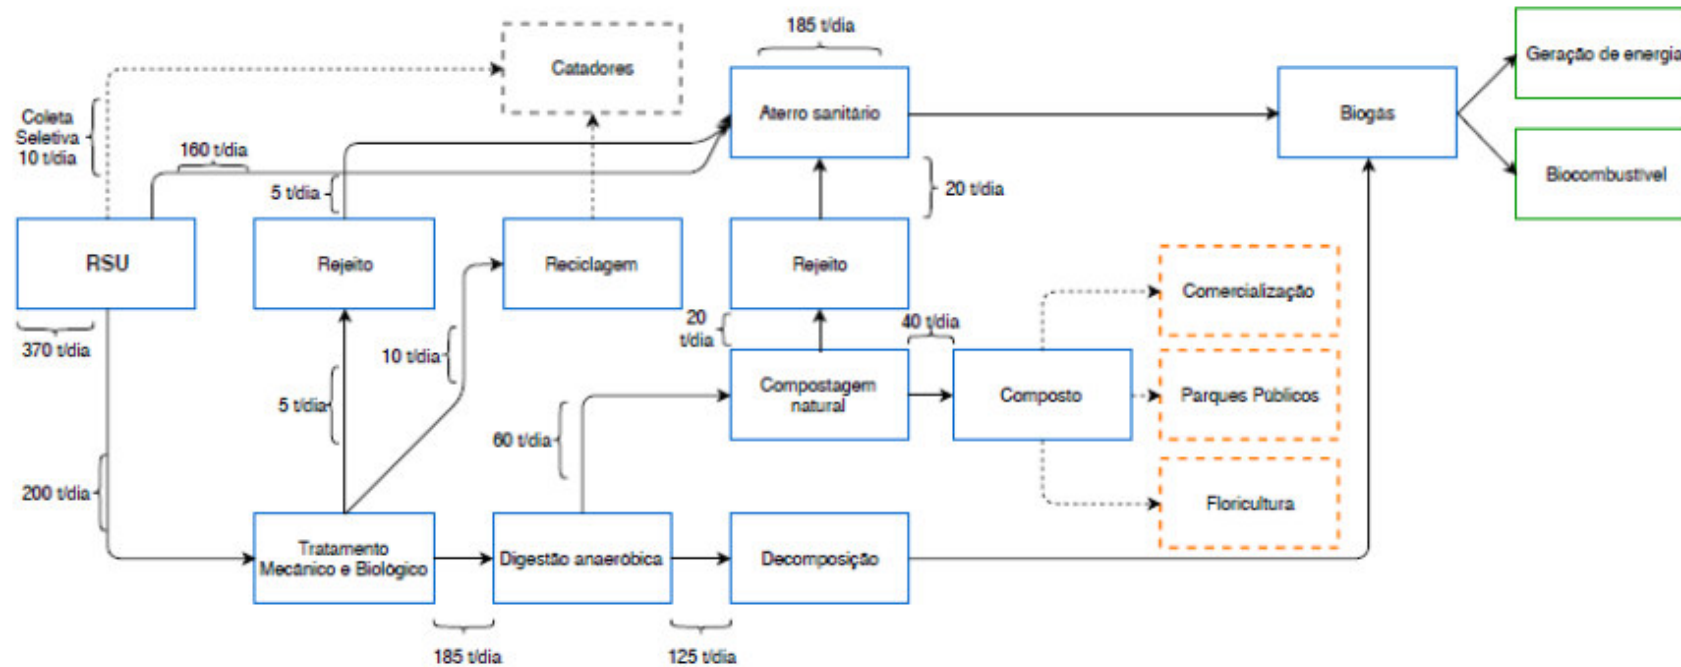 185 t/dia
Catadores
Geração de energia
Coleta
Seletiva
10 t/dia
160 t/dia
Aterro sanitário
Biogás
5 t/dia
20 t/dia
Biocombustível
RSU
Rejeito
Reciclagem
Rejeito
Comercialização
370 t/dia
10 t/dia
20
t/dia
40 t/dia
5 t/dia
Compostagem
natural
Composto
Parques Públicos
60 t/dia
200 t/dia
Floricultura
Tratamento
Mecânico e Biológico
Digestão anaeróbica
Decomposição
185 t/dia
125 t/dia